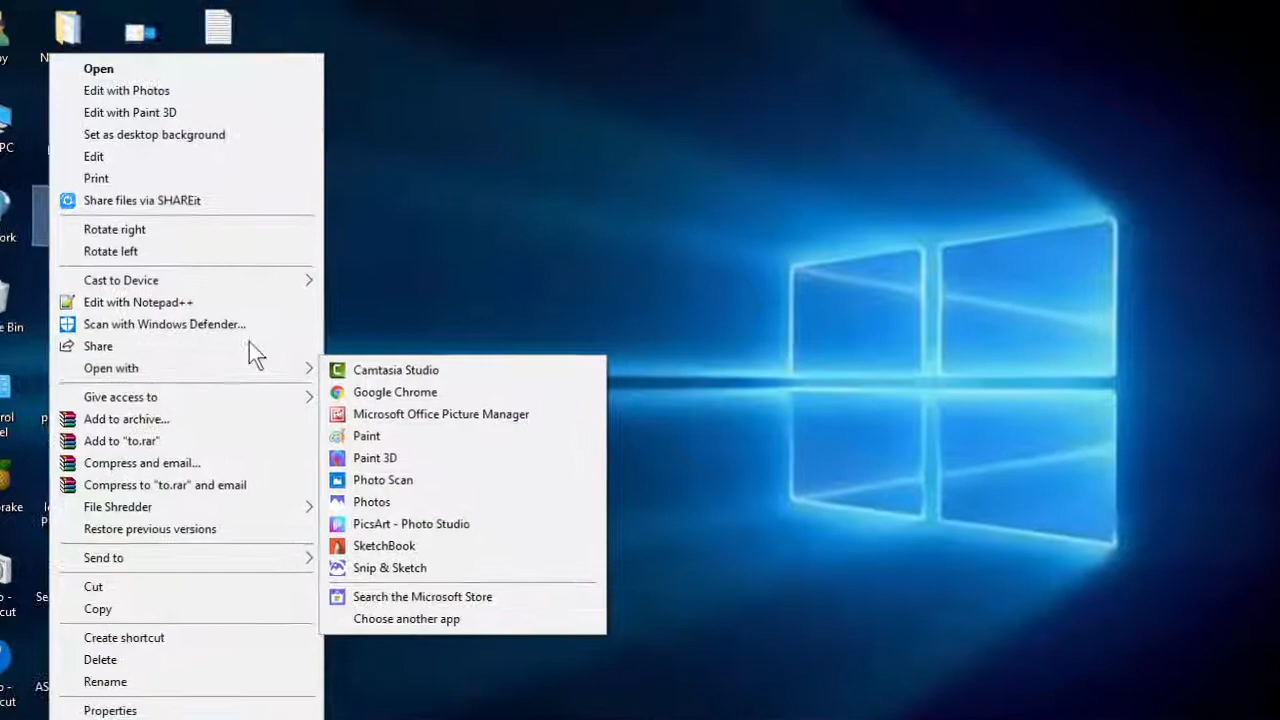 Open
Edit with Photos
Edit with Paint 3D
Set as desktop background
Edit
Print
Share files via SHAREit
Rotate right
Rotate left
Cast to Device
Edit with Notepad++
Scan with Windows Defender...
Share
Open with
Give access to
Add to archive...
Add to "to.rar"
Compress and email...
Compress to "to.rar" and email
File Shredder
Restore previous versions
Send to
Cut
Copy
Create shortcut
Delete
Rename
Properties
Camtasia Studio
Google Chrome
Microsoft Office Picture Manager
Paint
Paint 3D
Photo Scan
Photos
PicsArt - Photo Studio
SketchBook
Snip & Sketch
Search the Microsoft Store
Choose another app
PC
Bin